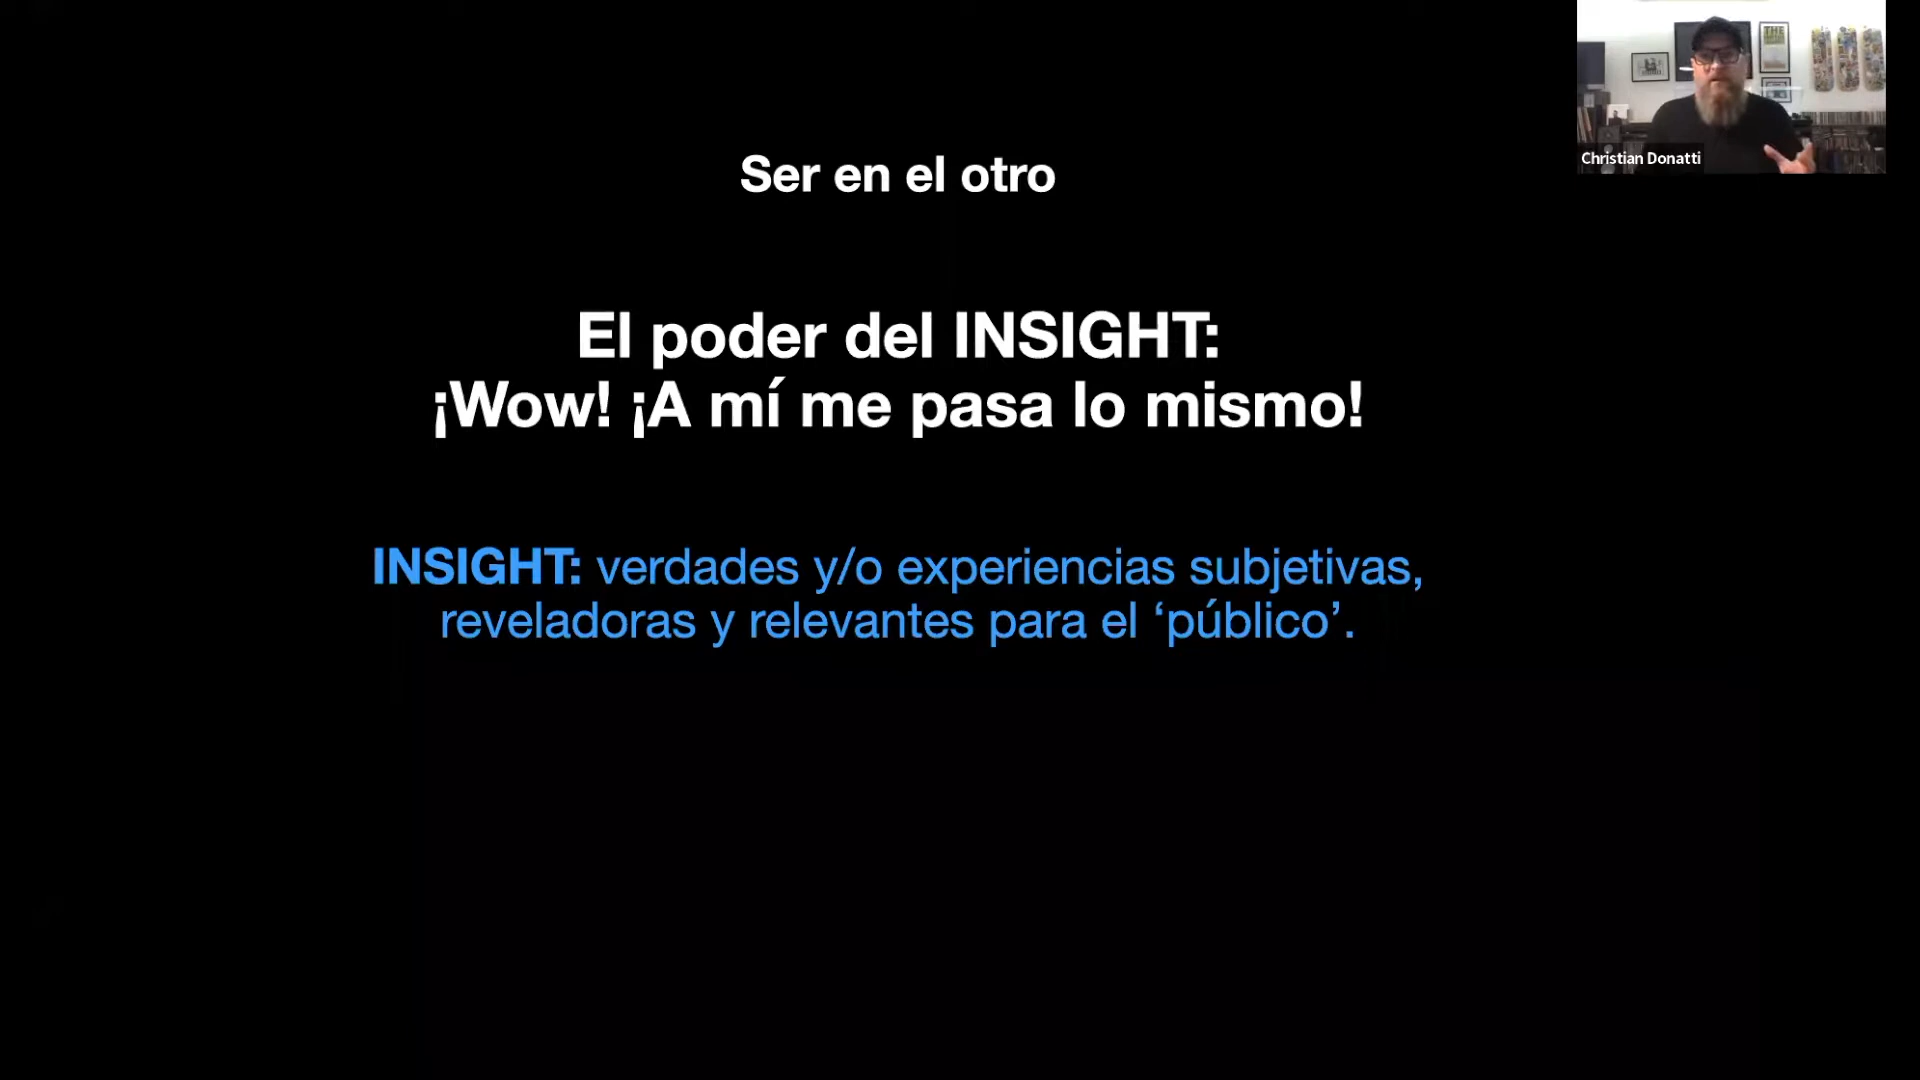 Ser en el otro
El poder del INSIGHT:
¡Wow! ¡A mí me pasa lo mismo!
INSIGHT: verdades y/o experiencias subjetivas,
reveladoras y relevantes para el ‘público’.
THE
Christian Donatti